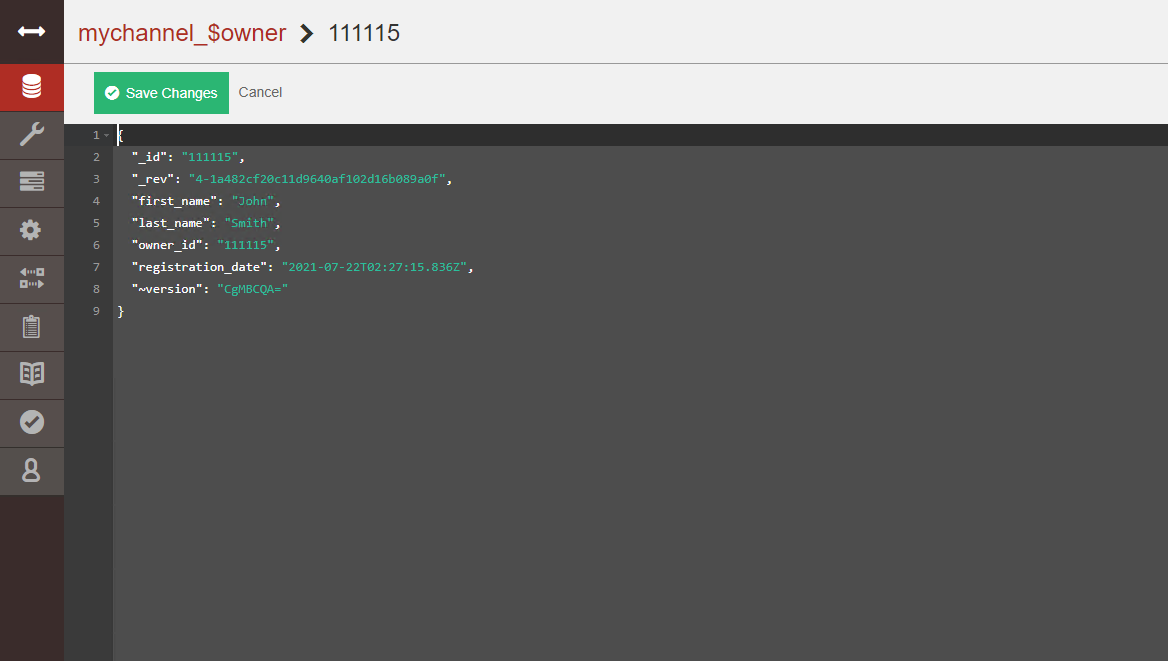 mychannel_$owner 111115
Save Changes Cancel
1 {
2 "_id": "111115",
3 "_rev": "4-1a482cf20c11d9640af102d16b089a0f",
4 "first_name": "John",
5 "last_name": "Smith",
6 "owner_id": "111115",
7 "registration_date": "2021-07-22T02:27:15.836Z",
8 "~version": "CgMBCQA="
9 }